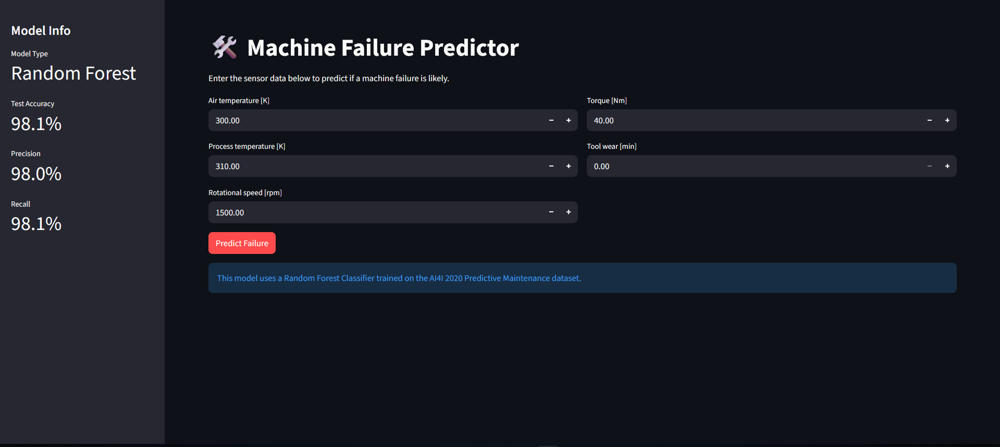 Model Info
Model Type
Random Forest
Test Accuracy
98.1%
Precision
98.0%
Recall
98.1%
Machine Failure Predictor
Enter the sensor data below to predict if a machine failure is likely.
Air temperature [K]
300.00
Process temperature [K]
310.00
Rotational speed [rpm]
1500.00
Torque [Nm]
40.00
Tool wear [min]
0.00
Predict Failure
This model uses a Random Forest Classifier trained on the AI4I 2020 Predictive Maintenance dataset.